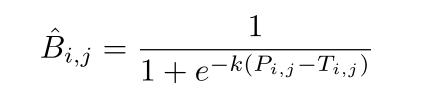 $$\hat{B}_{i,j} = \frac{1}{1 + e^{-k(P_{i,j} - T_{i,j})}}$$